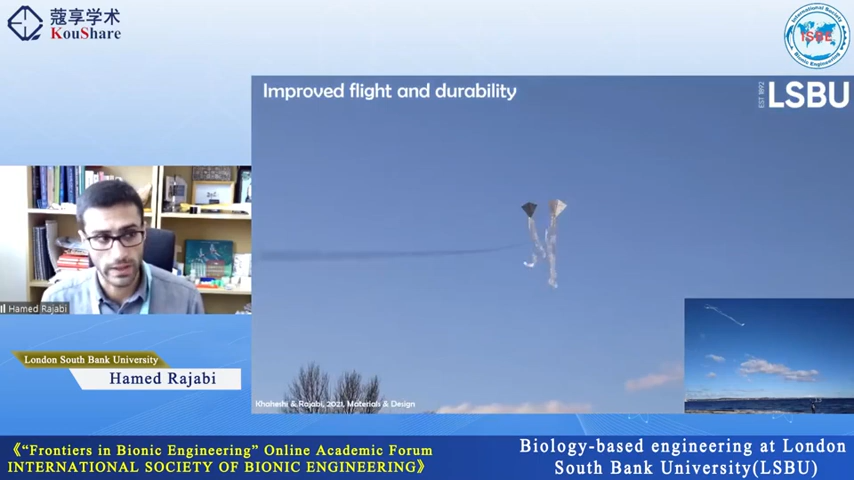 蔻享学术
KouShare
International Society
ISBE
Bionic Engineering
Improved flight and durability
EST 1892
LSBU
Hamed Rajabi
London South Bank University
Hamed Rajabi
Khaheshi & Rajabi, 2021, Materials & Design
《“Frontiers in Bionic Engineering” Online Academic Forum
INTERNATIONAL SOCIETY OF BIONIC ENGINEERING》
Biology-based engineering at London
South Bank University(LSBU)